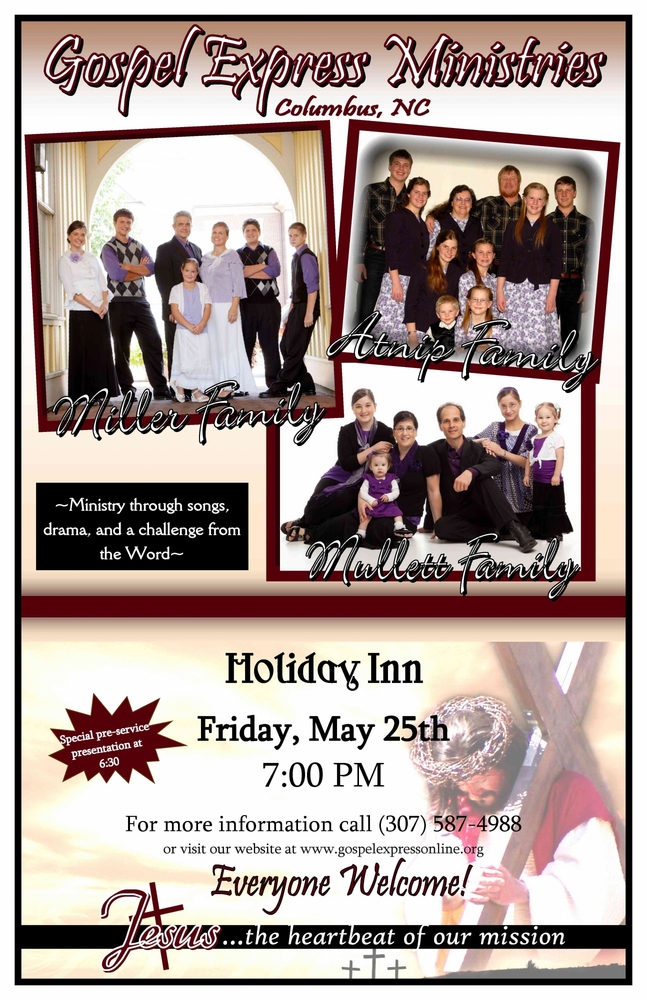 Gospel Express Ministries
Columbus, NC
Atnip Family
Miller Family
Mullett Family
~Ministry through songs,
drama, and a challenge from
the Word~
Holiday Inn
Friday, May 25th
7:00 PM
Special pre-service
presentation at
6:30
For more information call (307) 587-4988
or visit our website at www.gospelexpressonline.org
Everyone Welcome!
Jesus...the heartbeat of our mission